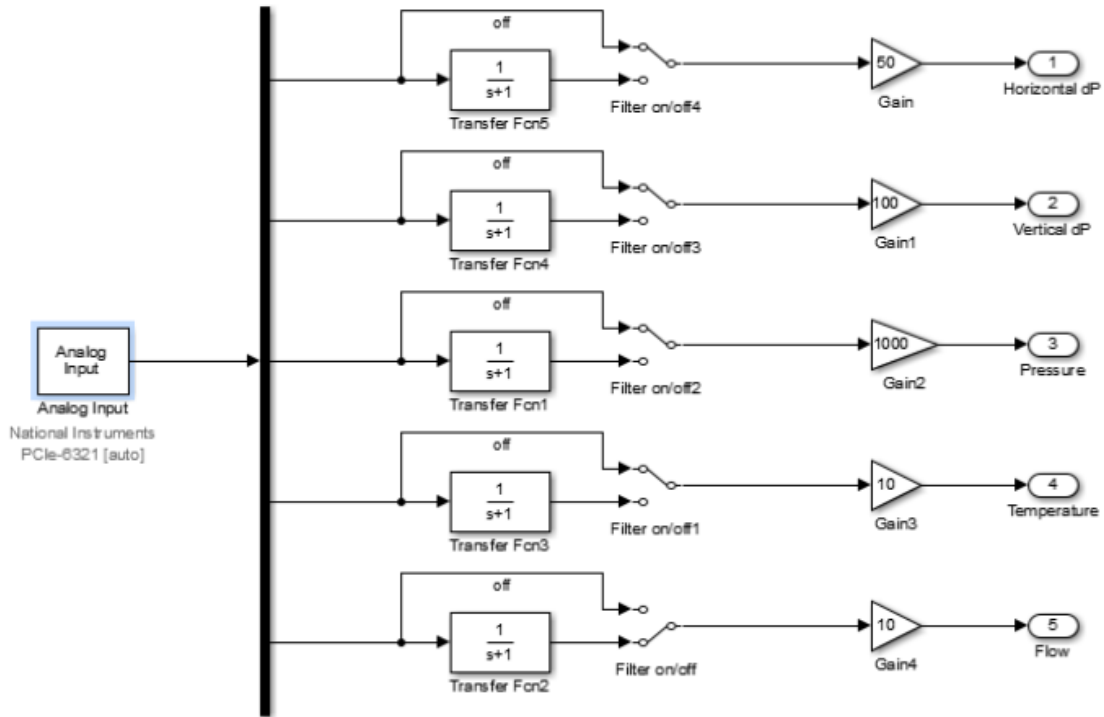 off
1
s+1
Transfer Fcn5
Filter on/off4
50
Gain
1
Horizontal dP
off
1
s+1
Transfer Fcn4
Filter on/off3
100
Gain1
2
Vertical dP
Analog
Input
Analog Input
National Instruments
PCIe-6321 [auto]
off
1
s+1
Transfer Fcn1
Filter on/off2
1000
Gain2
3
Pressure
off
1
s+1
Transfer Fcn3
Filter on/off1
10
Gain3
4
Temperature
off
1
s+1
Transfer Fcn2
Filter on/off
10
Gain4
5
Flow